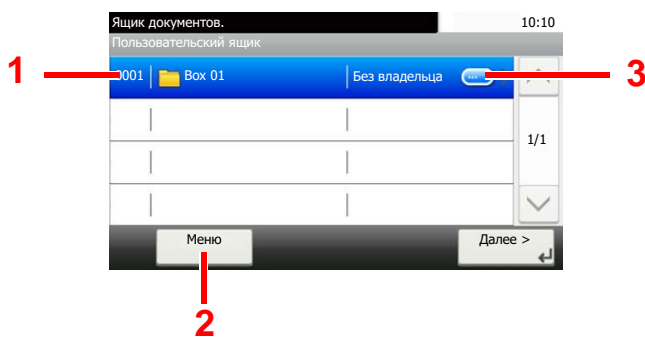 Ящик документов. 10:10
Пользовательский ящик
1 0001 Box 01 Без владельца 3
1/1
Меню Далее >
2